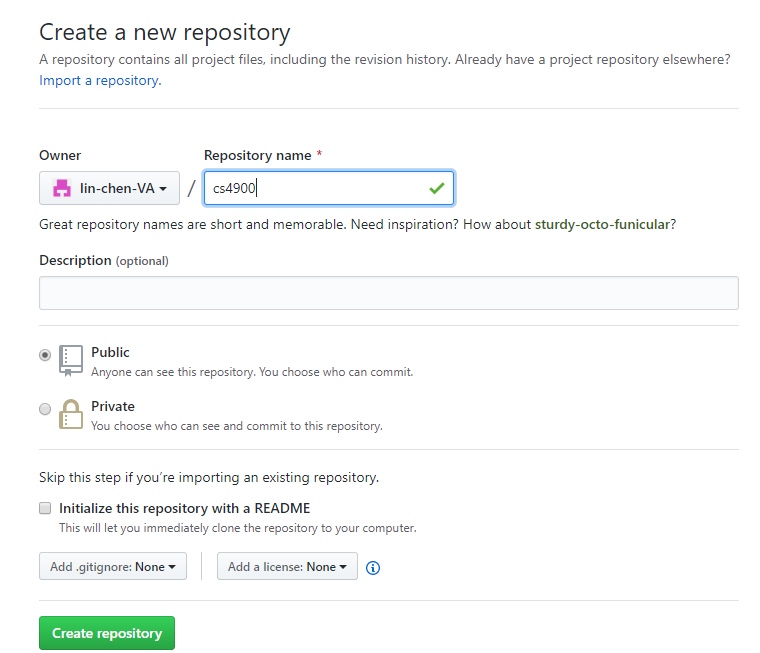 Create a new repository
A repository contains all project files, including the revision history. Already have a project repository elsewhere?
Import a repository.
Owner
Repository name *
lin-chen-VA
/
cs4900
Great repository names are short and memorable. Need inspiration? How about sturdy-octo-funicular?
Description (optional)
Public
Anyone can see this repository. You choose who can commit.
Private
You choose who can see and commit to this repository.
Skip this step if you're importing an existing repository.
Initialize this repository with a README
This will let you immediately clone the repository to your computer.
Add .gitignore: None
Add a license: None
Create repository